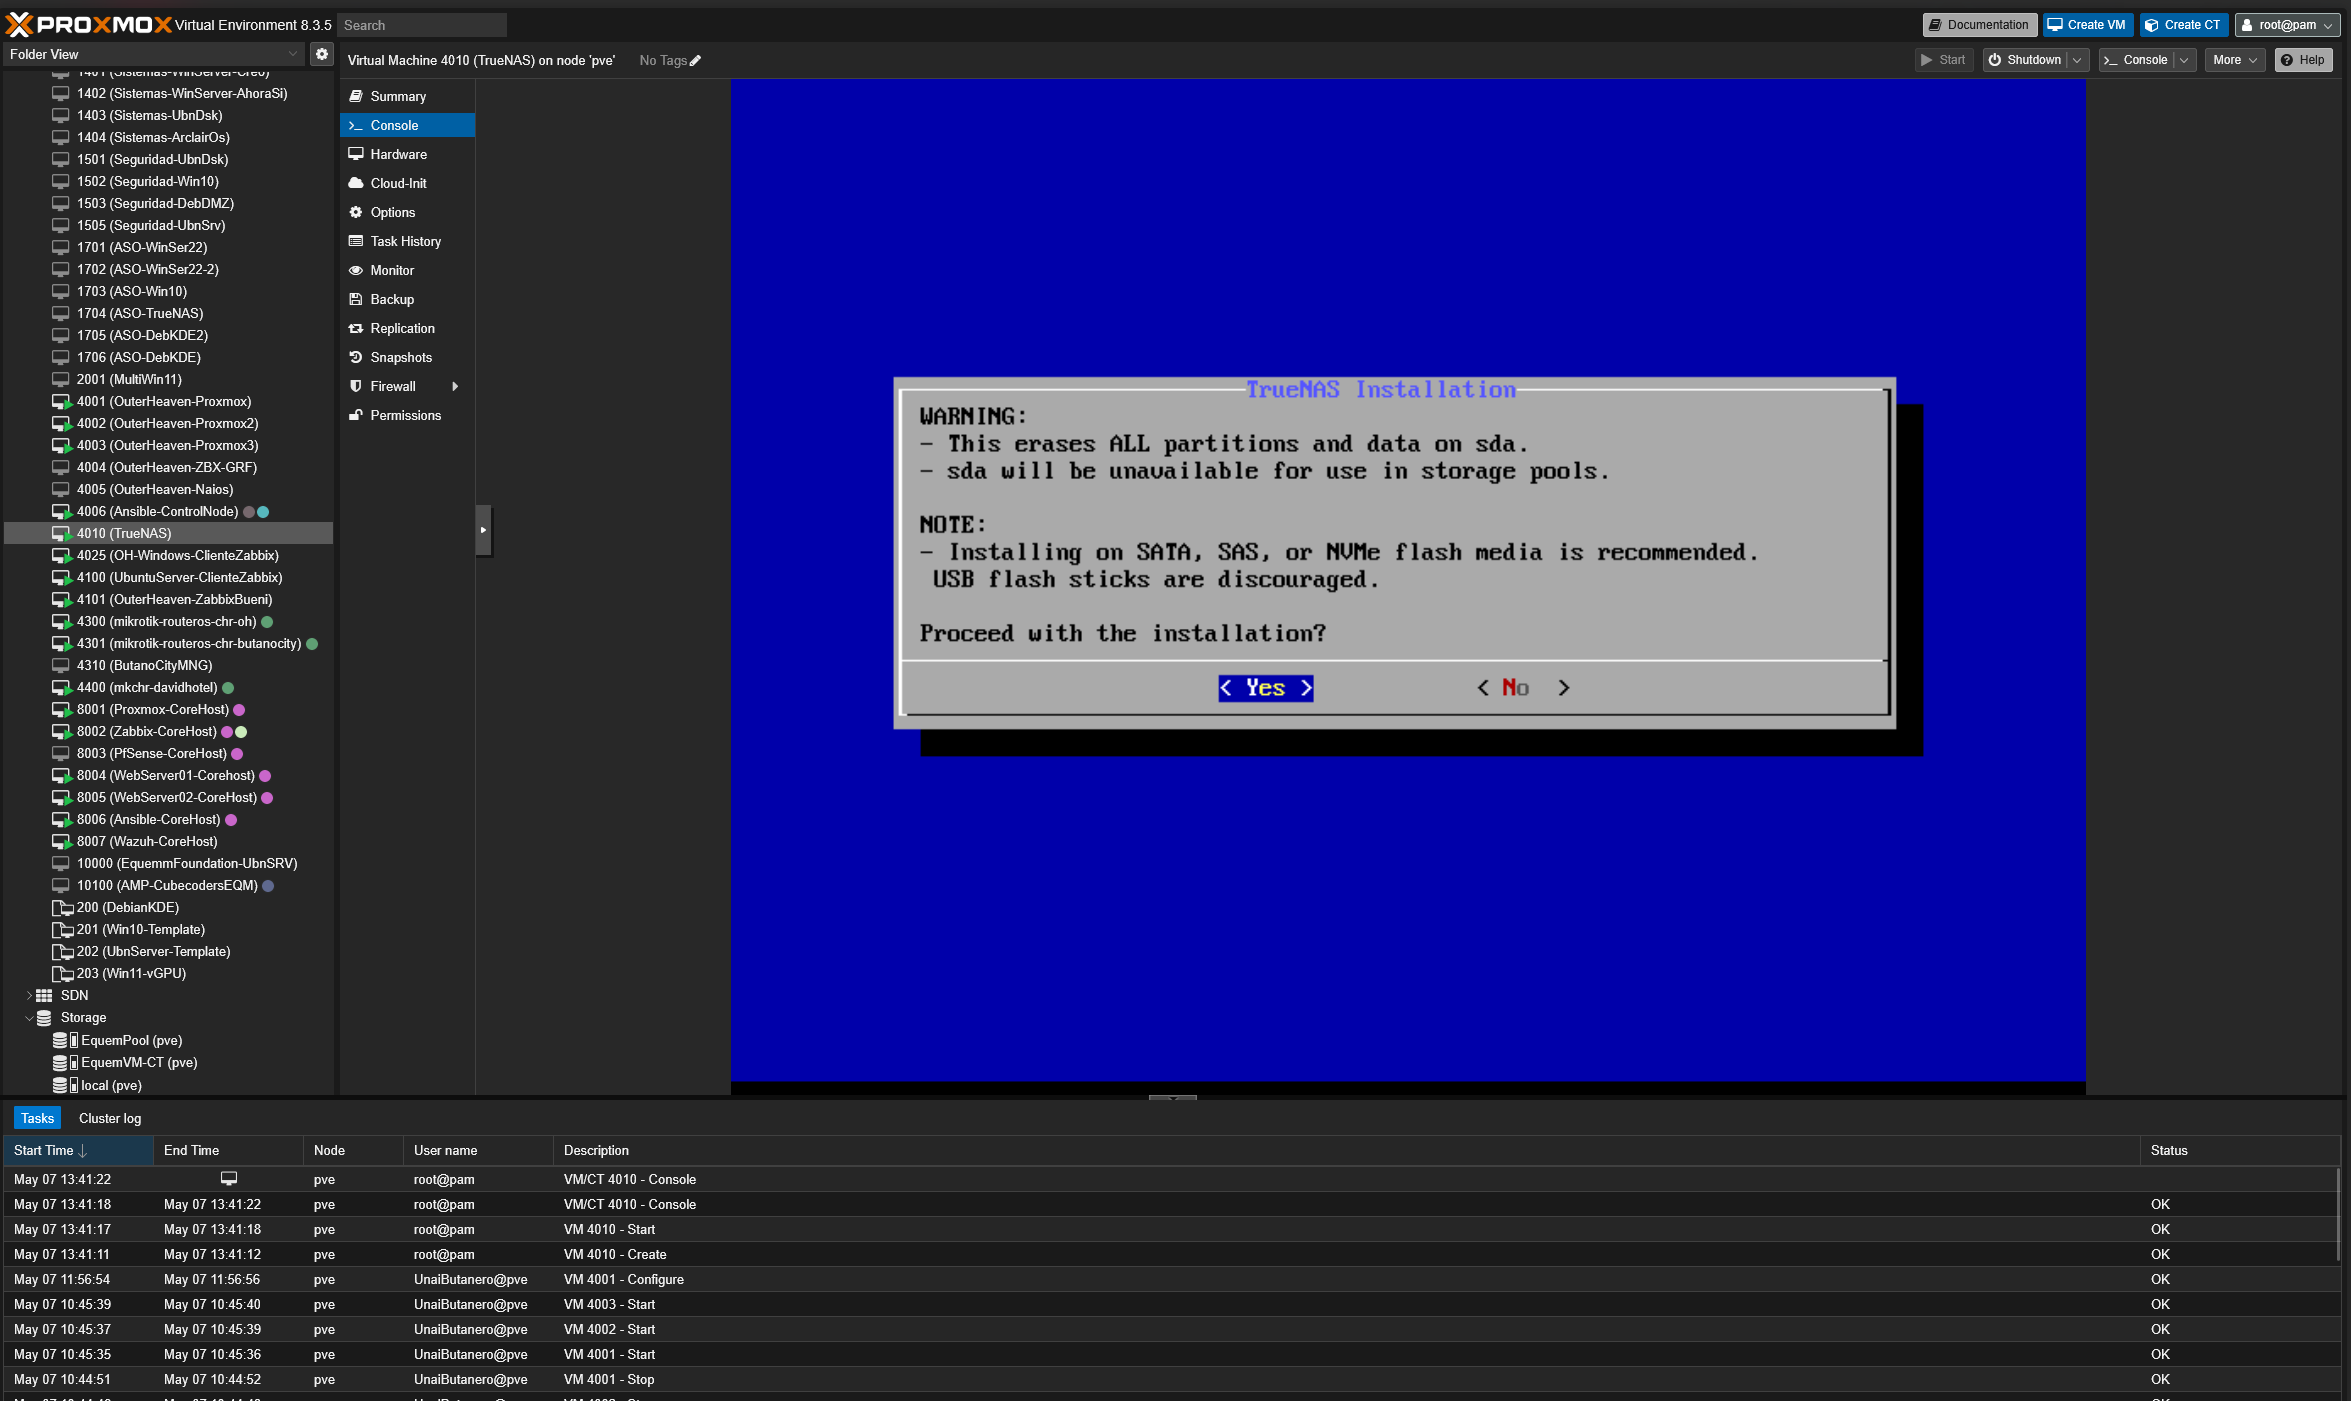 PROXMOX Virtual Environment 8.3.5
Search
Documentation
Create VM
Create CT
root@pam
Folder View
Virtual Machine 4010 (TrueNAS) on node 'pve'
No Tags
Start
Shutdown
Console
More
Help
1401 (Sistemas-WinServer-Creo)
1402 (Sistemas-WinServer-AhoraSi)
1403 (Sistemas-UbnDsk)
1404 (Sistemas-ArclairOs)
1501 (Seguridad-UbnDsk)
1502 (Seguridad-Win10)
1503 (Seguridad-DebDMZ)
1505 (Seguridad-UbnSrv)
1701 (ASO-WinSer22)
1702 (ASO-WinSer22-2)
1703 (ASO-Win10)
1704 (ASO-TrueNAS)
1705 (ASO-DebKDE2)
1706 (ASO-DebKDE)
2001 (MultiWin11)
4001 (OuterHeaven-Proxmox)
4002 (OuterHeaven-Proxmox2)
4003 (OuterHeaven-Proxmox3)
4004 (OuterHeaven-ZBX-GRF)
4005 (OuterHeaven-Naios)
4006 (Ansible-ControlNode)
4010 (TrueNAS)
4025 (OH-Windows-ClienteZabbix)
4100 (UbuntuServer-ClienteZabbix)
4101 (OuterHeaven-ZabbixBueni)
4300 (mikrotik-routeros-chr-oh)
4301 (mikrotik-routeros-chr-butanocity)
4310 (ButanoCityMNG)
4400 (mkchr-davidhotel)
8001 (Proxmox-CoreHost)
8002 (Zabbix-CoreHost)
8003 (PfSense-CoreHost)
8004 (WebServer01-Corehost)
8005 (WebServer02-CoreHost)
8006 (Ansible-CoreHost)
8007 (Wazuh-CoreHost)
10000 (EquemmFoundation-UbnSRV)
10100 (AMP-CubecodersEQM)
200 (DebianKDE)
201 (Win10-Template)
202 (UbnServer-Template)
203 (Win11-vGPU)
SDN
Storage
EquemPool (pve)
EquemVM-CT (pve)
local (pve)
Summary
Console
Hardware
Cloud-Init
Options
Task History
Monitor
Backup
Replication
Snapshots
Firewall
Permissions
TrueNAS Installation
WARNING:
- This erases ALL partitions and data on sda.
- sda will be unavailable for use in storage pools.
NOTE:
- Installing on SATA, SAS, or NVMe flash media is recommended.
USB flash sticks are discouraged.
Proceed with the installation?
< Yes > < No >
Tasks Cluster log
Start Time End Time Node User name Description Status
May 07 13:41:22 pve root@pam VM/CT 4010 - Console
May 07 13:41:18 May 07 13:41:22 pve root@pam VM/CT 4010 - Console OK
May 07 13:41:17 May 07 13:41:18 pve root@pam VM 4010 - Start OK
May 07 13:41:11 May 07 13:41:12 pve root@pam VM 4010 - Create OK
May 07 11:56:54 May 07 11:56:56 pve UnaiButanero@pve VM 4001 - Configure OK
May 07 10:45:39 May 07 10:45:40 pve UnaiButanero@pve VM 4003 - Start OK
May 07 10:45:37 May 07 10:45:39 pve UnaiButanero@pve VM 4002 - Start OK
May 07 10:45:35 May 07 10:45:36 pve UnaiButanero@pve VM 4001 - Start OK
May 07 10:44:51 May 07 10:44:52 pve UnaiButanero@pve VM 4001 - Stop OK